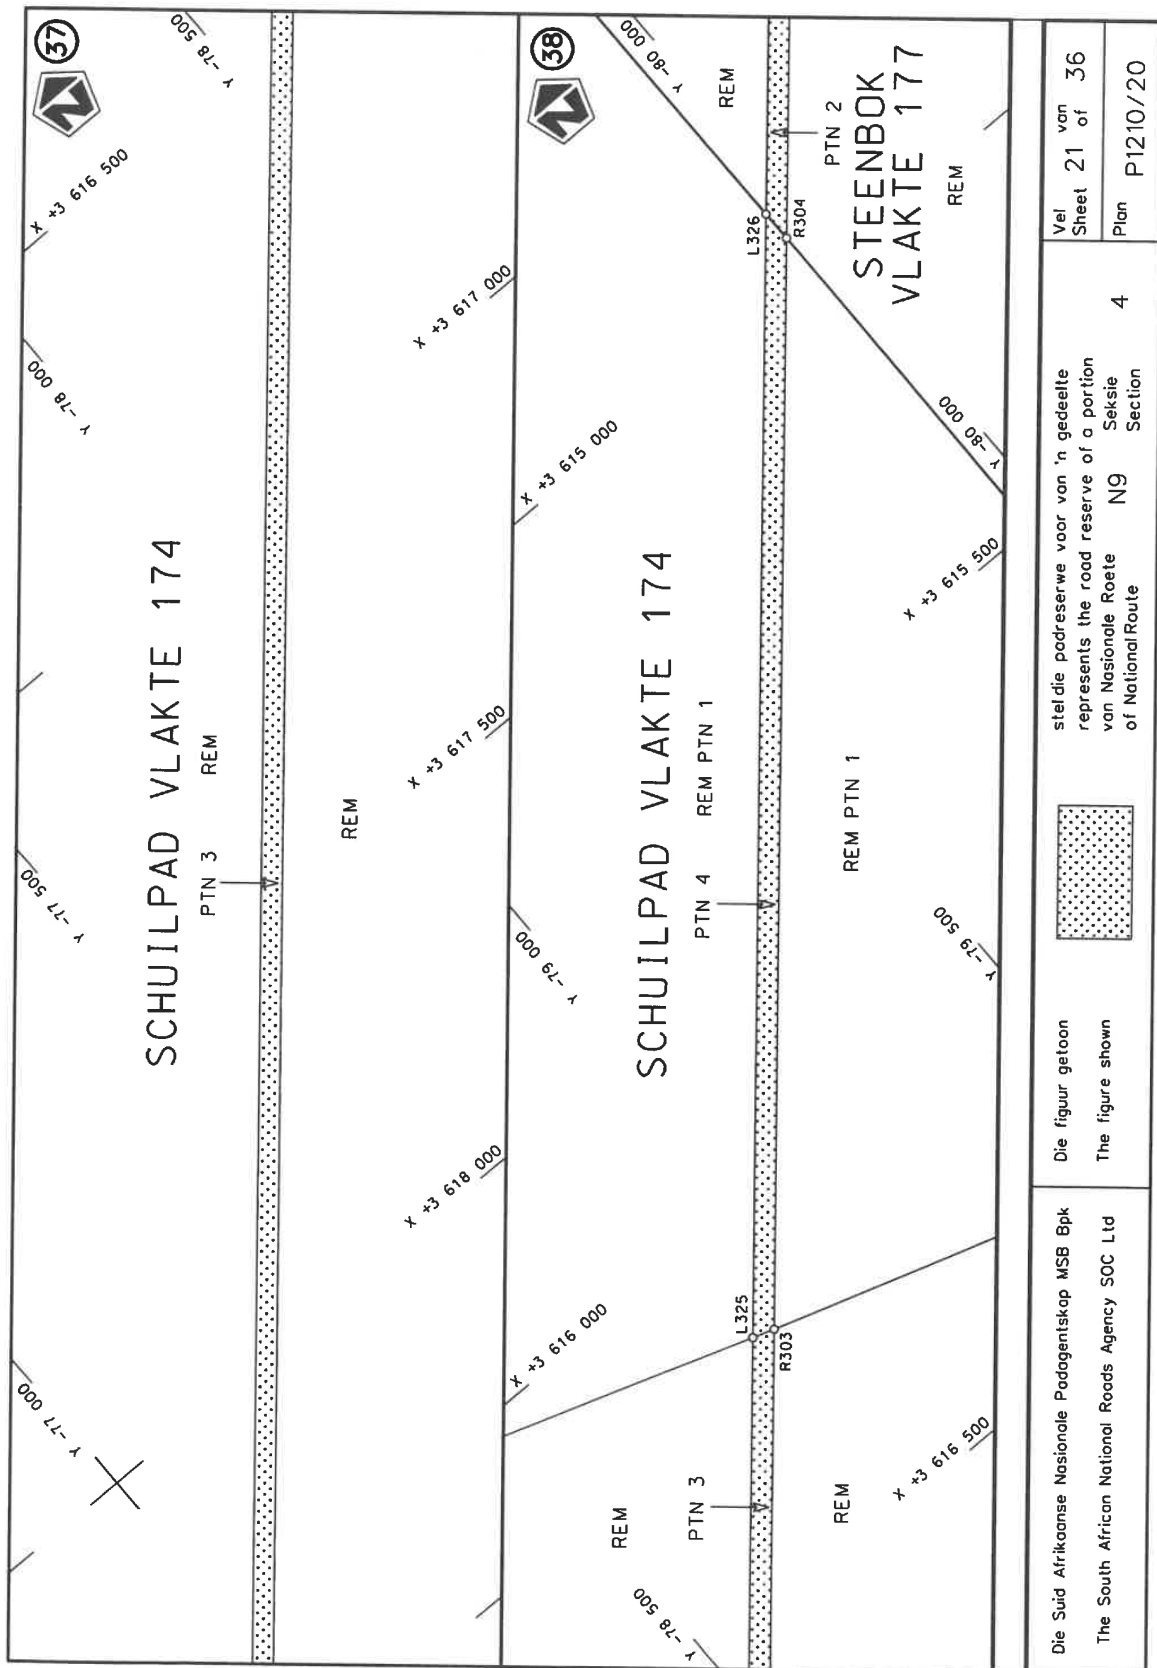 37
Y -77 000
Y -77 500
Y -78 000
X +3 616 500
Y -78 500
SCHUILPAD VLAKTE 174
PTN 3 REM
REM
X +3 618 000
X +3 617 500
X +3 617 000
38
X +3 616 000
Y -79 000
X +3 615 000
Y -80 000
SCHUILPAD VLAKTE 174
REM
PTN 3
PTN 4 REM PTN 1
REM
L325
L326
R303
R304
PTN 2
STEENBOK
VLAKTE 177
REM
REM PTN 1
REM
Y -78 500
X +3 616 500
Y -79 500
X +3 615 500
Y -80 000
Die Suid Afrikaanse Nasionale Padagentskap MSB Bpk
The South African National Roads Agency SOC Ltd
Die figuur getoon
The figure shown
stel die padreserwe voor van 'n gedeelte
represents the road reserve of a portion
van Nasionale Roete Seksie
N9 4
of National Route Section
Vel 21 van 36
Sheet of
Plan P1210/20